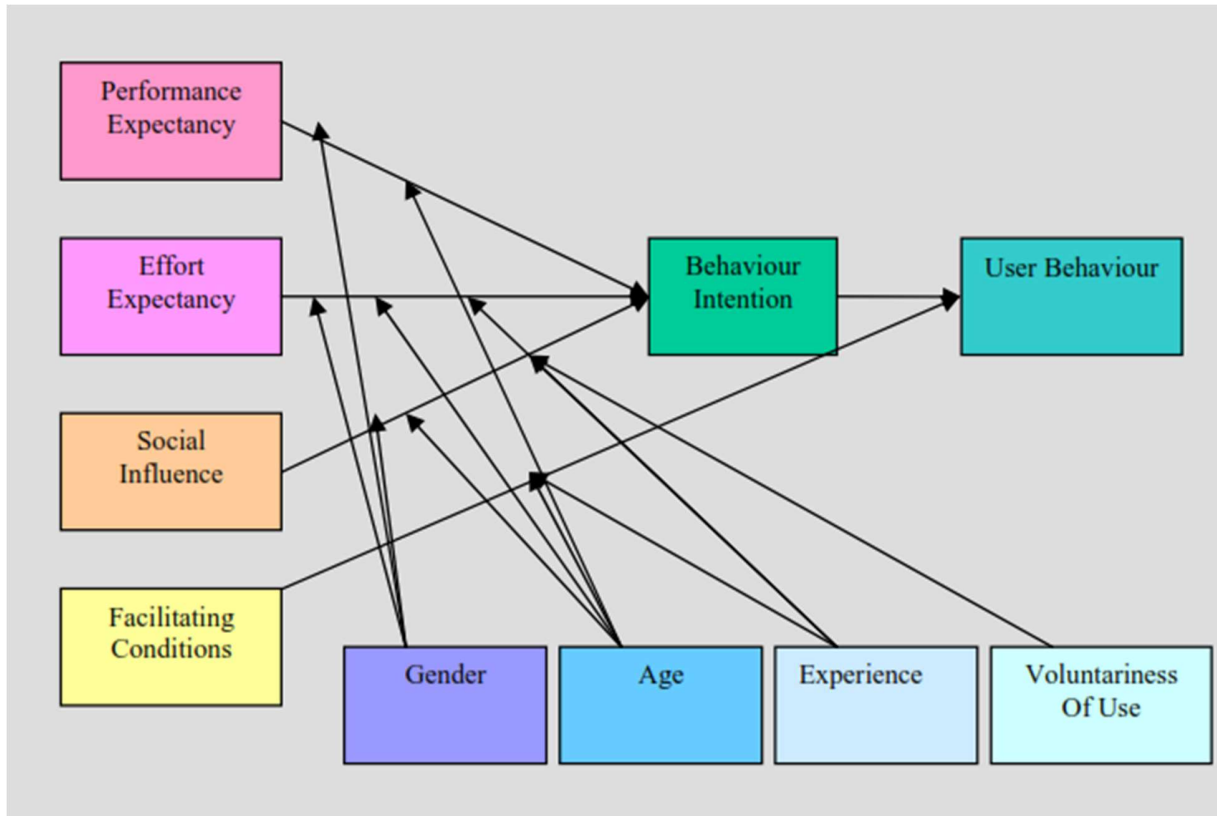 Performance
Expectancy
Effort
Expectancy
Behaviour
Intention
User Behaviour
Social
Influence
Facilitating
Conditions
Gender
Age
Experience
Voluntariness
Of Use